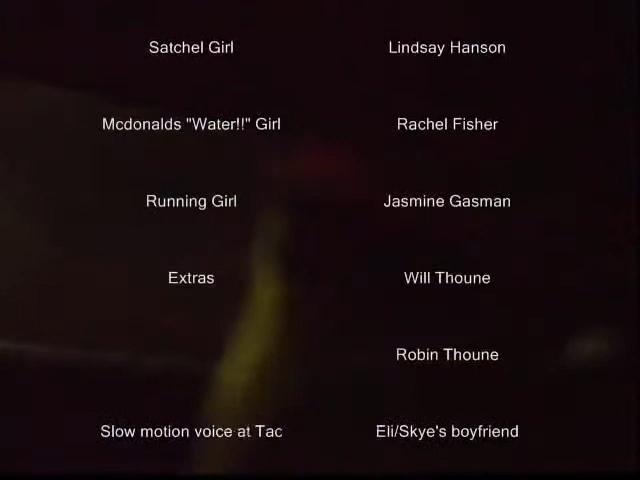 Satchel Girl Lindsay Hanson
Mcdonalds "Water!!" Girl Rachel Fisher
Running Girl Jasmine Gasman
Extras Will Thoune
Robin Thoune
Slow motion voice at Tac Eli/Skye's boyfriend